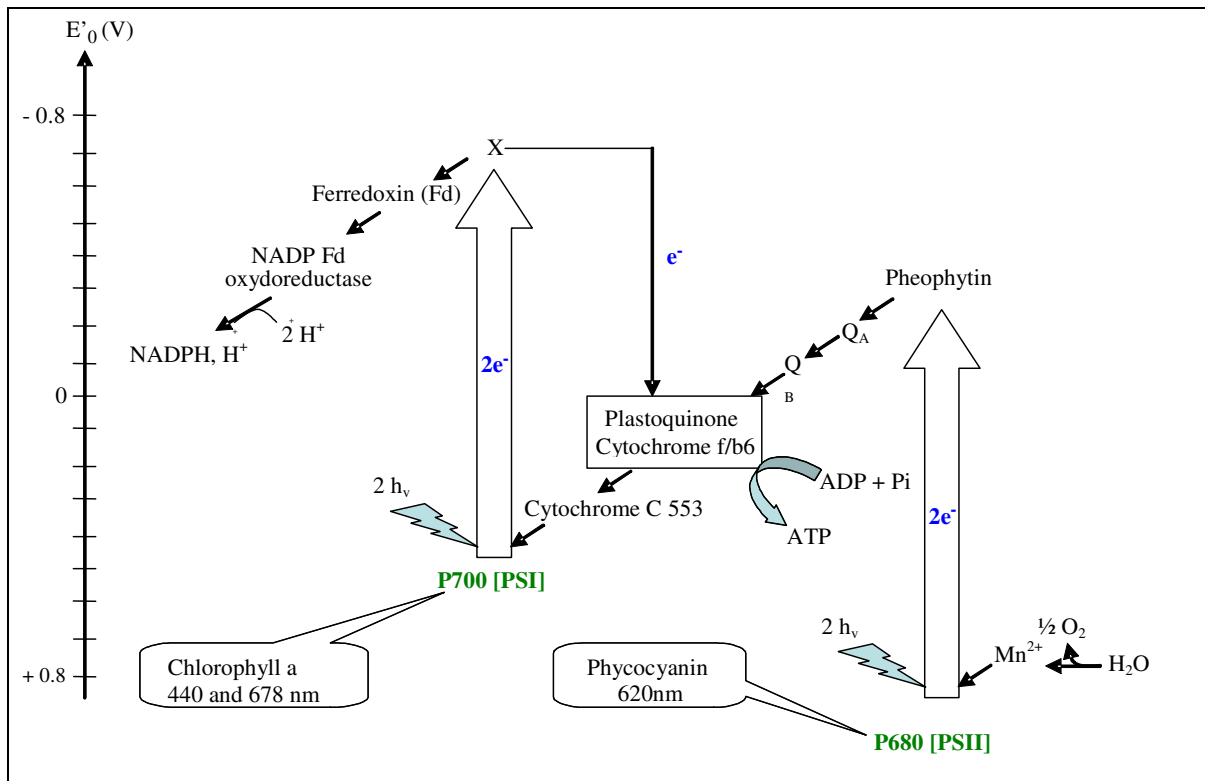 E'₀ (V)
- 0.8
X
Ferredoxin (Fd)
NADP Fd
oxydoreductase
e⁻
Pheophytin
+
2 H⁺
+
NADPH, H⁺
Q_A
2e⁻
Q
B
0
Plastoquinone
Cytochrome f/b6
2 hᵥ
Cytochrome C 553
ADP + Pi
ATP
2e⁻
P700 [PSI]
2 hᵥ
½ O₂
Mn²⁺
H₂O
Chlorophyll a
440 and 678 nm
Phycocyanin
620nm
+ 0.8
P680 [PSII]